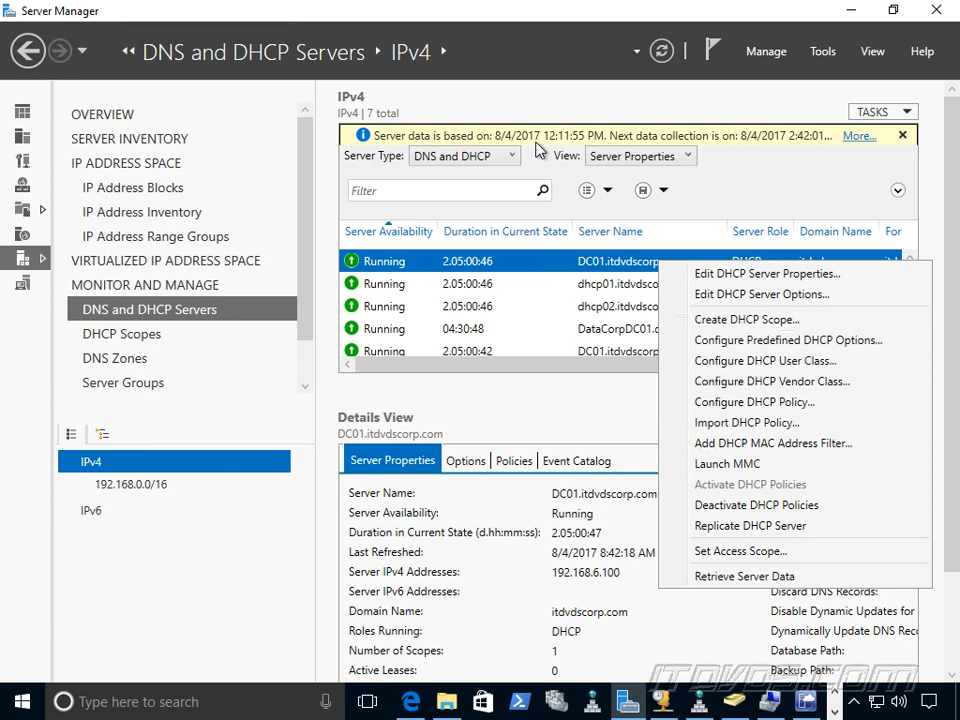 Server Manager
DNS and DHCP Servers
IPv4
Manage
Tools
View
Help
OVERVIEW
SERVER INVENTORY
IP ADDRESS SPACE
IP Address Blocks
IP Address Inventory
IP Address Range Groups
VIRTUALIZED IP ADDRESS SPACE
MONITOR AND MANAGE
DNS and DHCP Servers
DHCP Scopes
DNS Zones
Server Groups
IPv4
192.168.0.0/16
IPv6
IPv4
IPv4 | 7 total
TASKS
Server data is based on: 8/4/2017 12:11:55 PM. Next data collection is on: 8/4/2017 2:42:01... More...
Server Type: DNS and DHCP View: Server Properties
Filter
Server Availability Duration in Current State Server Name Server Role Domain Name For
Running 2.05:00:46 DC01.itdvdscorp
Running 2.05:00:46 dhcp01.itdvdsco
Running 2.05:00:46 dhcp02.itdvdsco
Running 04:30:48 DataCorpDC01.
Running 2.05:00:42 DC01.itdvdscorp
Edit DHCP Server Properties...
Edit DHCP Server Options...
Create DHCP Scope...
Configure Predefined DHCP Options...
Configure DHCP User Class...
Configure DHCP Vendor Class...
Configure DHCP Policy...
Import DHCP Policy...
Add DHCP MAC Address Filter...
Launch MMC
Activate DHCP Policies
Deactivate DHCP Policies
Replicate DHCP Server
Set Access Scope...
Retrieve Server Data
Details View
DC01.itdvdscorp.com
Server Properties Options Policies Event Catalog
Server Name: DC01.itdvdscorp.com
Server Availability: Running
Duration in Current State (d.hh:mm:ss): 2.05:00:47
Last Refreshed: 8/4/2017 8:42:18 AM
Server IPv4 Addresses: 192.168.6.100
Server IPv6 Addresses: Discard DNS Records:
Domain Name: itdvdscorp.com Disable Dynamic Updates for
Roles Running: DHCP Dynamically Update DNS Rec
Number of Scopes: 1 Database Path:
Active Leases: 0 Backup Path:
ITDVDS.COM
Type here to search